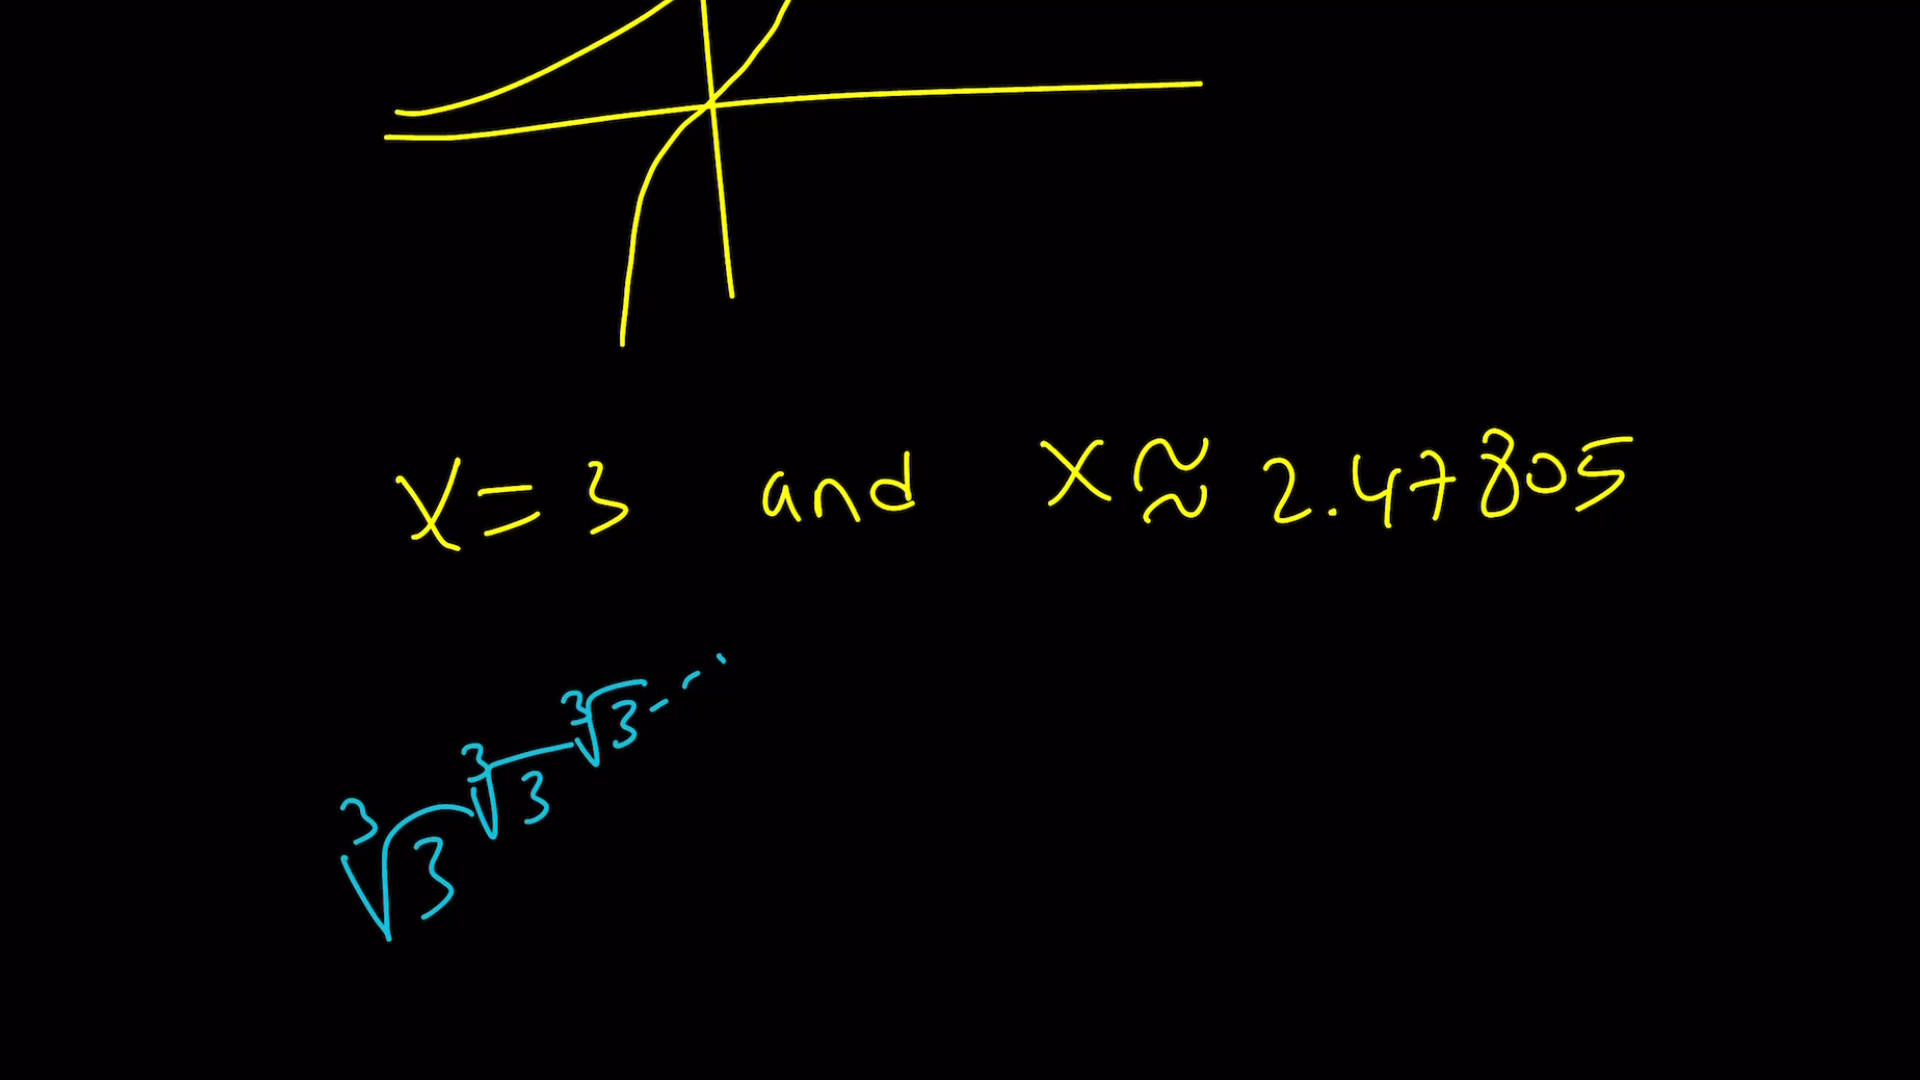 x = 3 and x ≈ 2.47805
∛3^∛3^∛3^...